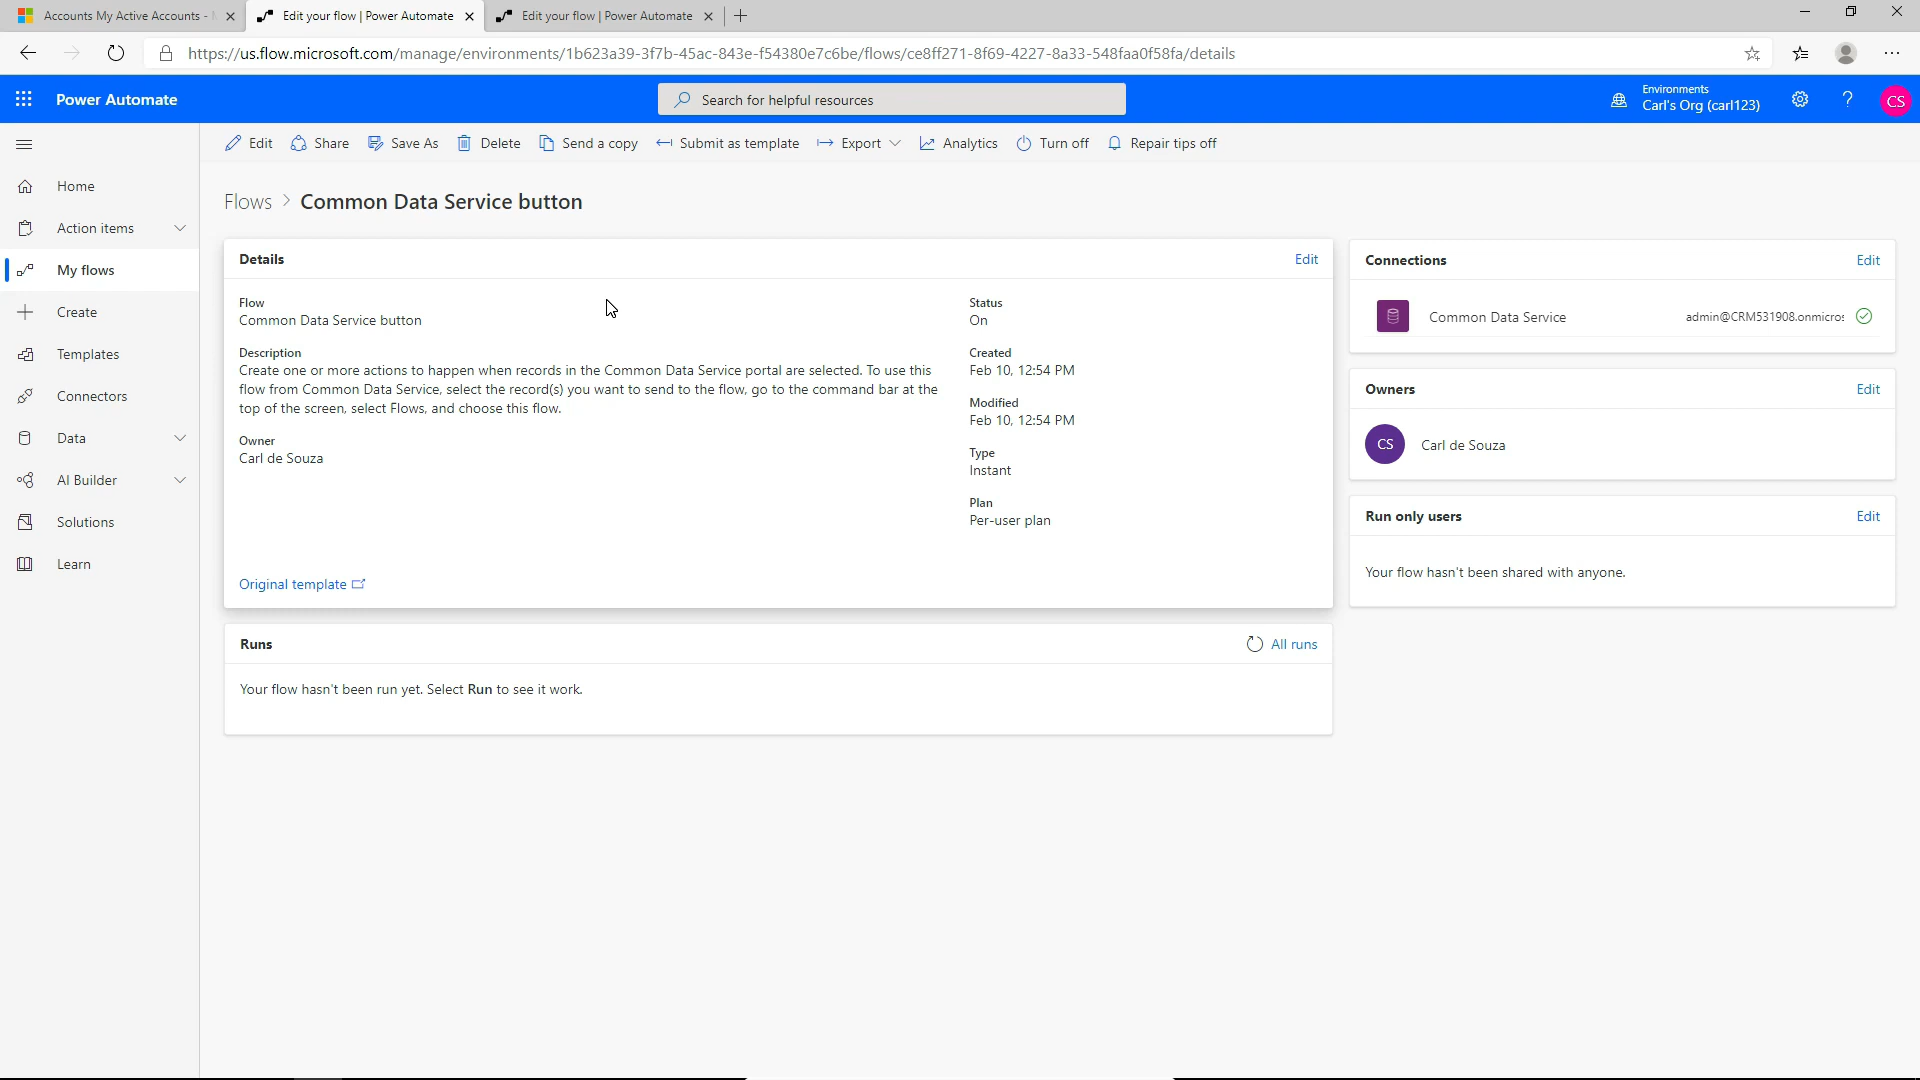 Accounts My Active Accounts -
Edit your flow | Power Automate
Edit your flow | Power Automate
https://us.flow.microsoft.com/manage/environments/1b623a39-3f7b-45ac-843e-f54380e7c6be/flows/ce8ff271-8f69-4227-8a33-548faa0f58fa/details
Power Automate
Search for helpful resources
Environments
Carl's Org (carl123)
?
CS
Edit
Share
Save As
Delete
Send a copy
Submit as template
Export
Analytics
Turn off
Repair tips off
Home
Action items
My flows
Create
Templates
Connectors
Data
AI Builder
Solutions
Learn
Flows > Common Data Service button
Details
Edit
Flow
Common Data Service button
Description
Create one or more actions to happen when records in the Common Data Service portal are selected. To use this
flow from Common Data Service, select the record(s) you want to send to the flow, go to the command bar at the
top of the screen, select Flows, and choose this flow.
Owner
Carl de Souza
Status
On
Created
Feb 10, 12:54 PM
Modified
Feb 10, 12:54 PM
Type
Instant
Plan
Per-user plan
Original template
Runs
All runs
Your flow hasn't been run yet. Select Run to see it work.
Connections
Edit
Common Data Service
admin@CRM531908.onmicros
Owners
Edit
CS
Carl de Souza
Run only users
Edit
Your flow hasn't been shared with anyone.